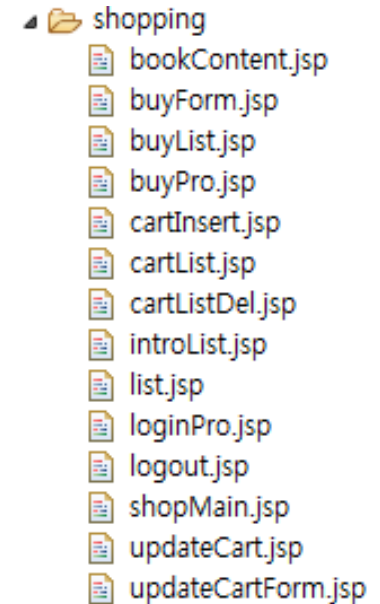 shopping
bookContent.jsp
buyForm.jsp
buyList.jsp
buyPro.jsp
cartInsert.jsp
cartList.jsp
cartListDel.jsp
introList.jsp
list.jsp
loginPro.jsp
logout.jsp
shopMain.jsp
updateCart.jsp
updateCartForm.jsp